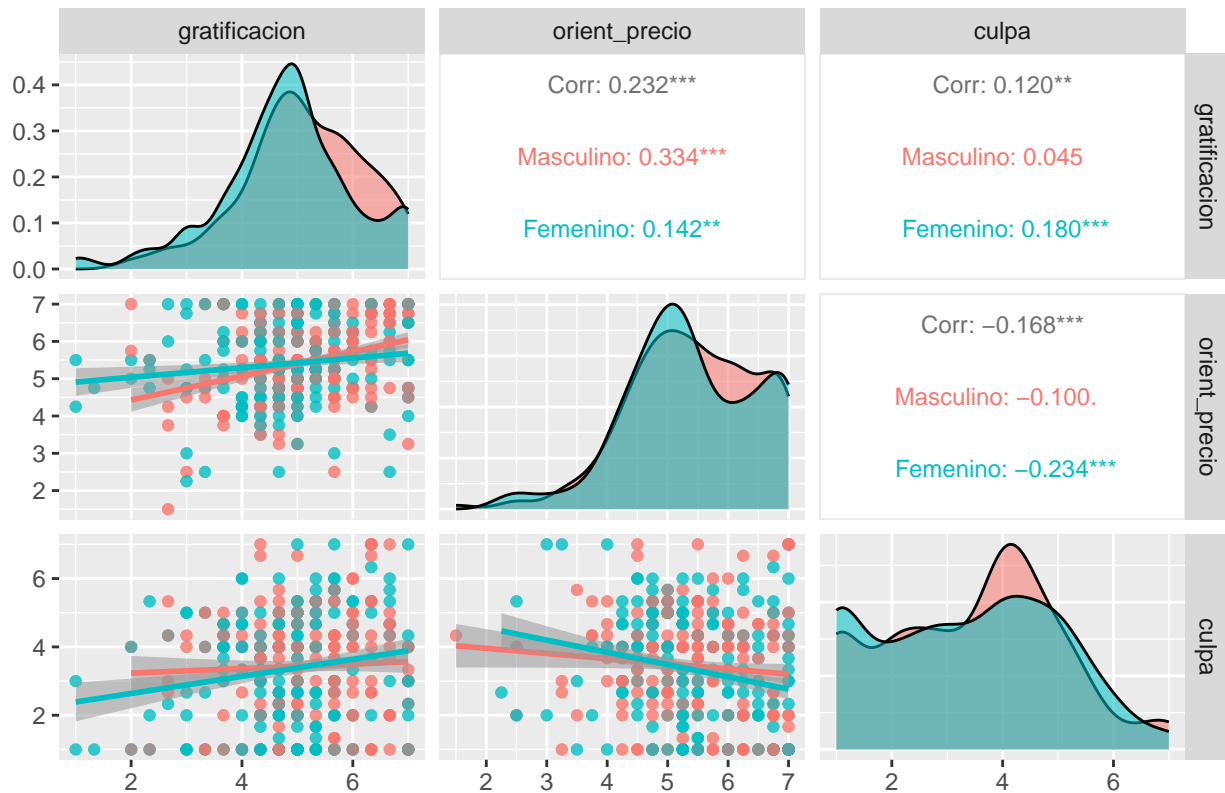 gratificacion
orient_precio
culpa
0.4
0.3
0.2
0.1
0.0
Corr: 0.232***
Masculino: 0.334***
Femenino: 0.142**
Corr: 0.120**
Masculino: 0.045
Femenino: 0.180***
gratificacion
7
6
5
4
3
2
Corr: −0.168***
Masculino: −0.100.
Femenino: −0.234***
orient_precio
6
4
2
culpa
2 4 6
2 3 4 5 6 7
2 4 6